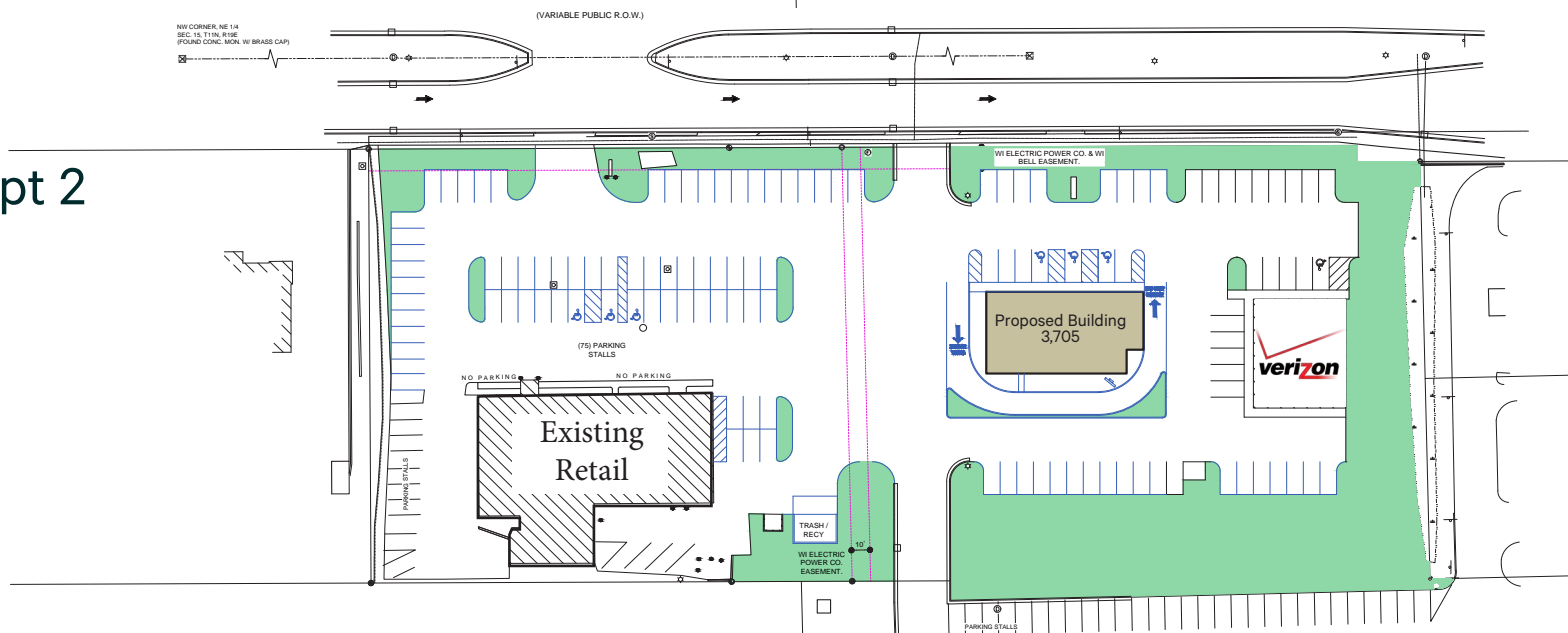 (VARIABLE PUBLIC R.O.W.)
NW CORNER, NE 1/4
SEC. 15, T11N, R19E
(FOUND CONC. MON. W/ BRASS CAP)
WI ELECTRIC POWER CO. & WI
BELL EASEMENT.
pt 2
Proposed Building
3,705
(75) PARKING
STALLS
verizon
NO PARKING
NO PARKING
Existing
Retail
PARKING STALLS
TRASH /
RECY
10'
WI ELECTRIC
POWER CO.
EASEMENT.
PARKING STALLS